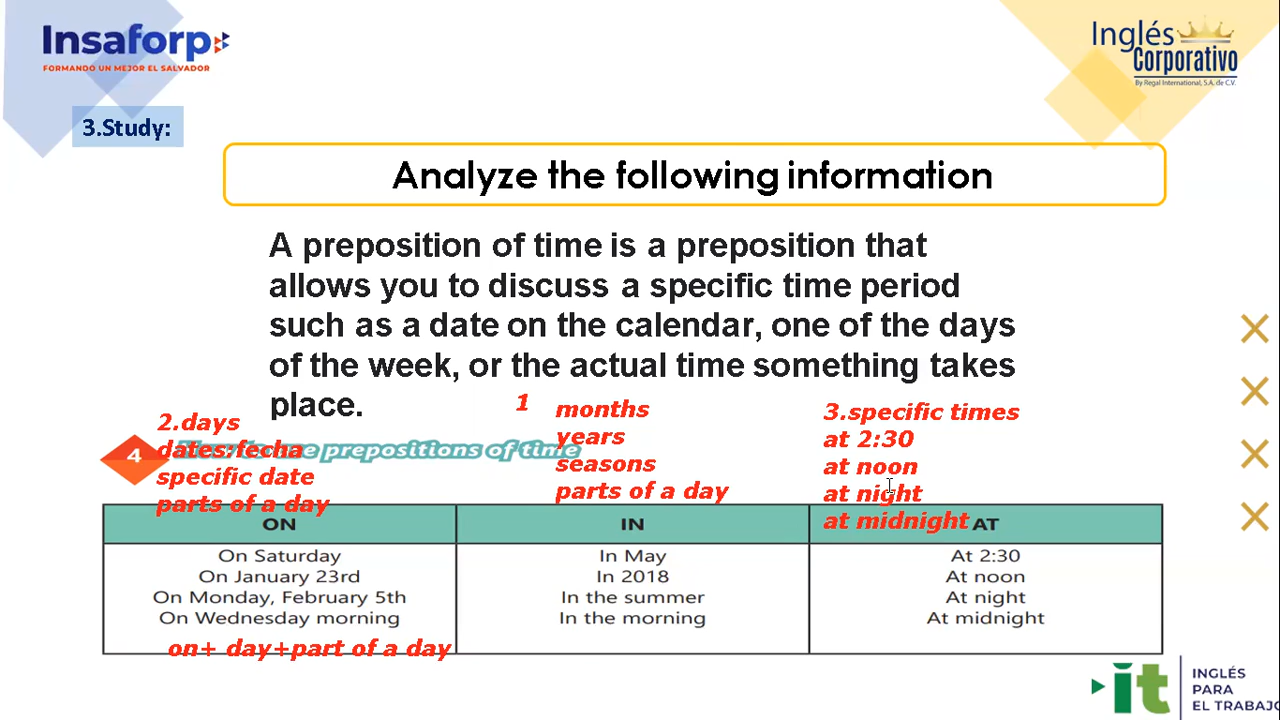 Insaforp
FORMANDO UN MEJOR EL SALVADOR
Inglés
Corporativo
By Regal International, S.A. de C.V.
3.Study:
Analyze the following information
A preposition of time is a preposition that
allows you to discuss a specific time period
such as a date on the calendar, one of the days
of the week, or the actual time something takes
place.
2.days
dates:fecha
specific date
parts of a day
1
months
years
seasons
parts of a day
3.specific times
at 2:30
at noon
at night
at midnight
4
prepositions of time
ON
IN
AT
On Saturday
In May
At 2:30
On January 23rd
In 2018
At noon
On Monday, February 5th
In the summer
At night
On Wednesday morning
In the morning
At midnight
on+ day+part of a day
it
INGLÉS
PARA
EL TRABAJO